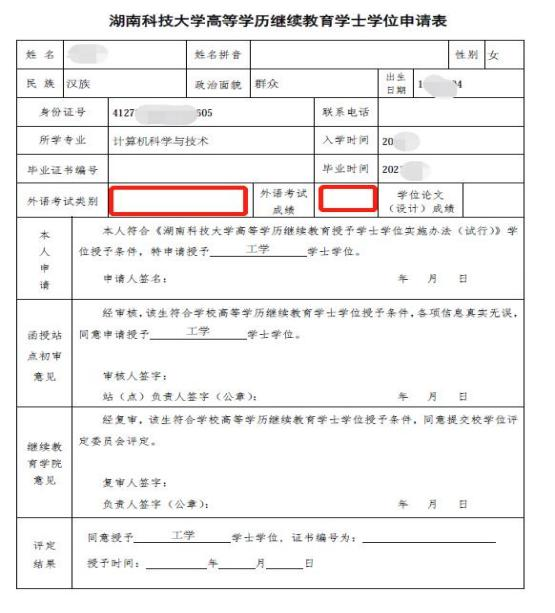 湖南科技大学高等学历继续教育学士学位申请表
姓 名 姓名拼音 性别 女
民 族 汉族 政治面貌 群众 出生日期 1 04
身份证号 4127 605 联系电话
所学专业 计算机科学与技术 入学时间 20
毕业证书编号 毕业时间 202
外语考试类别 外语考试成绩 学位论文（设计）成绩
本人申请
本人符合《湖南科技大学高等学历继续教育授予学士学位实施办法（试行）》学
位授予条件，特申请授予 工学 学士学位。
申请人签名： 年 月 日
函授站点初审意见
经审核，该生符合学校高等学历继续教育学士学位授予条件，各项信息真实无误，
同意申请授予 工学 学士学位。
审核人签字：
站（点）负责人签字（公章）： 年 月 日
继续教育学院意见
经复审，该生符合学校高等学历继续教育学士学位授予条件，同意提交校学位评
定委员会评定。
复审人签字：
负责人签字（公章）： 年 月 日
评定结果
同意授予 工学 学士学位，证书编号为：
授予时间： 年 月 日